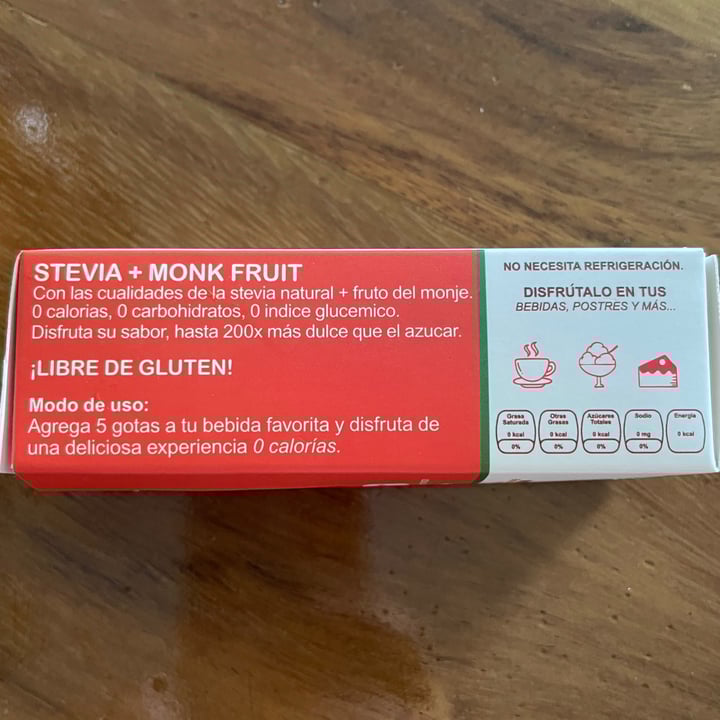 STEVIA + MONK FRUIT
Con las cualidades de la stevia natural + fruto del monje.
0 calorias, 0 carbohidratos, 0 indice glucemico.
Disfruta su sabor, hasta 200x más dulce que el azucar.
¡LIBRE DE GLUTEN!
Modo de uso:
Agrega 5 gotas a tu bebida favorita y disfruta de
una deliciosa experiencia 0 calorías.
NO NECESITA REFRIGERACIÓN.
DISFRÚTALO EN TUS
BEBIDAS, POSTRES Y MÁS...
Grasa
Saturada
0 kcal
0%
Otras
Grasas
0 kcal
0%
Azúcares
Totales
0 kcal
0%
Sodio
0 mg
0%
Energía
0 kcal